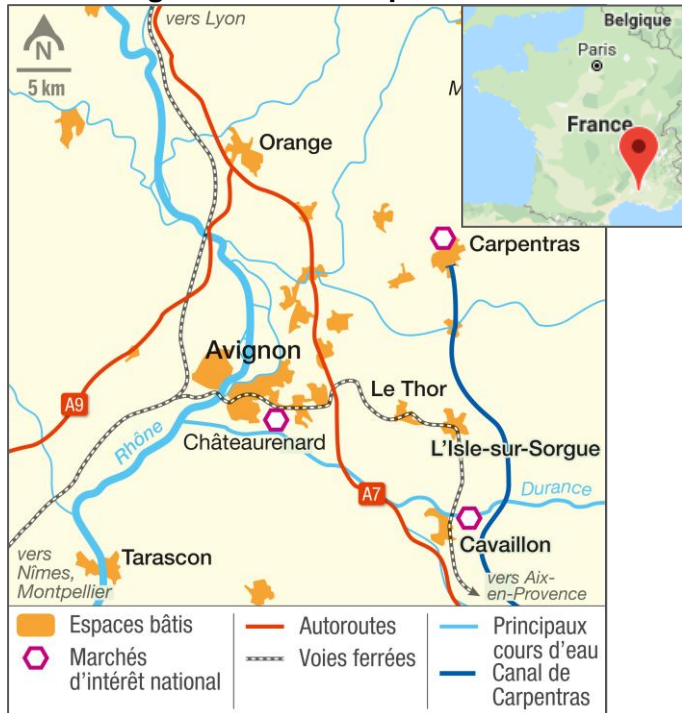 vers Lyon
N
5 km
Orange
Belgique
Paris
France
Carpentras
Avignon
Le Thor
A9
Rhône
Châteaurenard
L'Isle-sur-Sorgue
A7
Durance
Cavaillon
vers
Nîmes,
Montpellier
Tarascon
vers Aix-
en-Provence
Espaces bâtis
Marchés
d'intérêt national
Autoroutes
Voies ferrées
Principaux
cours d'eau
Canal de
Carpentras